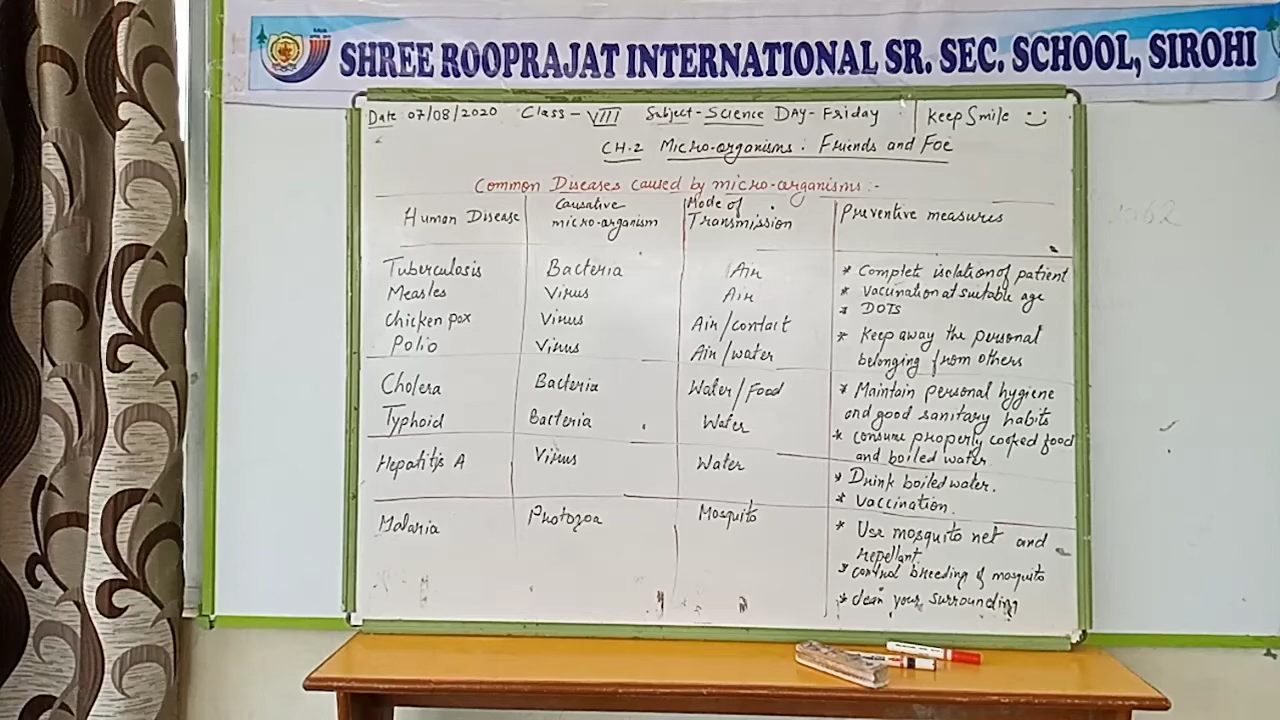 SHREE ROOPRAJAT INTERNATIONAL SR. SEC. SCHOOL, SIROHI
Date 07/08/2020 Class - VIII Subject - Science DAY - Friday Keep Smile
CH.2 Micro-organisms : Friends and Foe
Common Diseases caused by micro-organisms :-
Human Disease Causative micro-organism Mode of Transmission Preventive measures
Tuberculosis Bacteria Air * Complet isolation of patient
Measles Virus Air * Vaccination at suitable age
* DOTS
Chicken pox Virus Air/contact * Keep away the personal
Polio Virus Air/water belonging from others
Cholera Bacteria Water/Food * Maintain personal hygiene
and good sanitary habits
Typhoid Bacteria Water * consume properly cooked food
and boiled water
Hepatitis A Virus Water * Drink boiled water.
* vaccination.
Malaria Protozoa Mosquito * Use mosquito net and
repellant
* control breeding of mosquito
* clean your surrounding